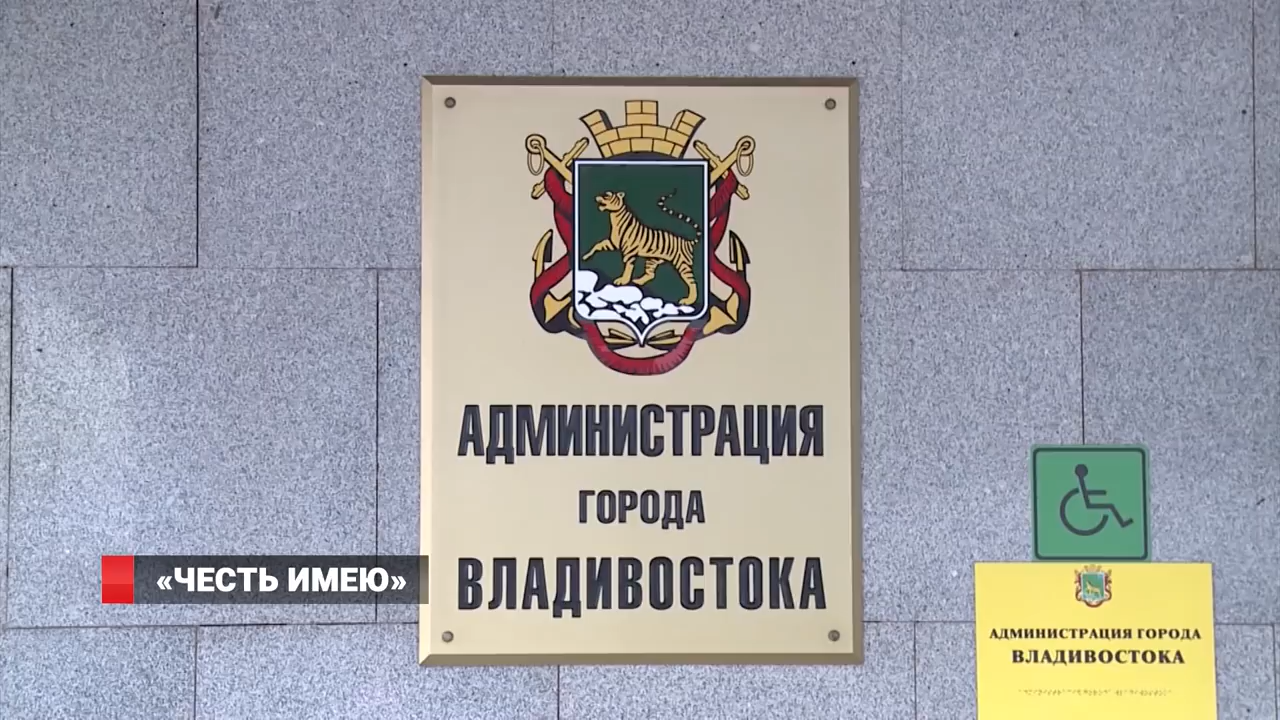 АДМИНИСТРАЦИЯ
ГОРОДА
ВЛАДИВОСТОКА
«ЧЕСТЬ ИМЕЮ»
АДМИНИСТРАЦИЯ ГОРОДА
ВЛАДИВОСТОКА